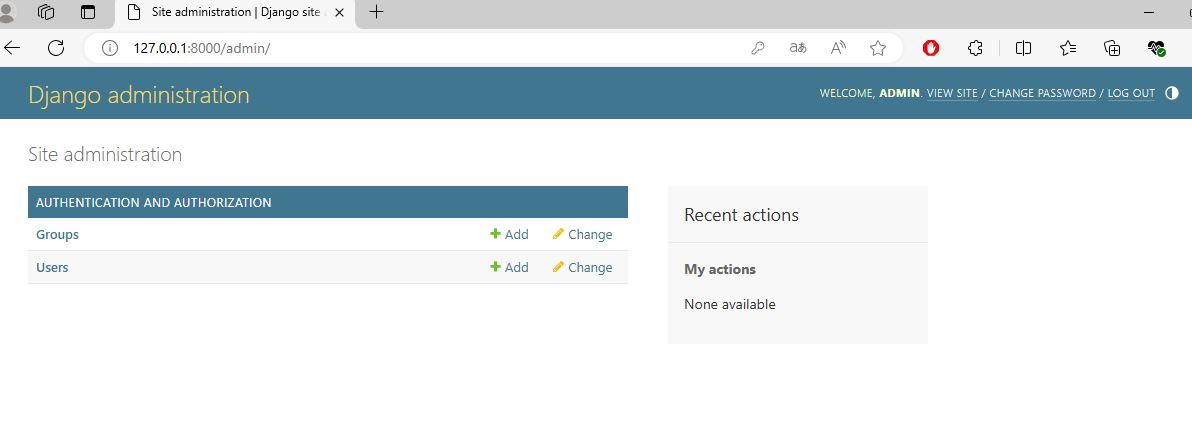 Site administration | Django site
127.0.0.1:8000/admin/
Django administration
WELCOME, ADMIN. VIEW SITE / CHANGE PASSWORD / LOG OUT
Site administration
AUTHENTICATION AND AUTHORIZATION
Groups Add Change
Users Add Change
Recent actions
My actions
None available